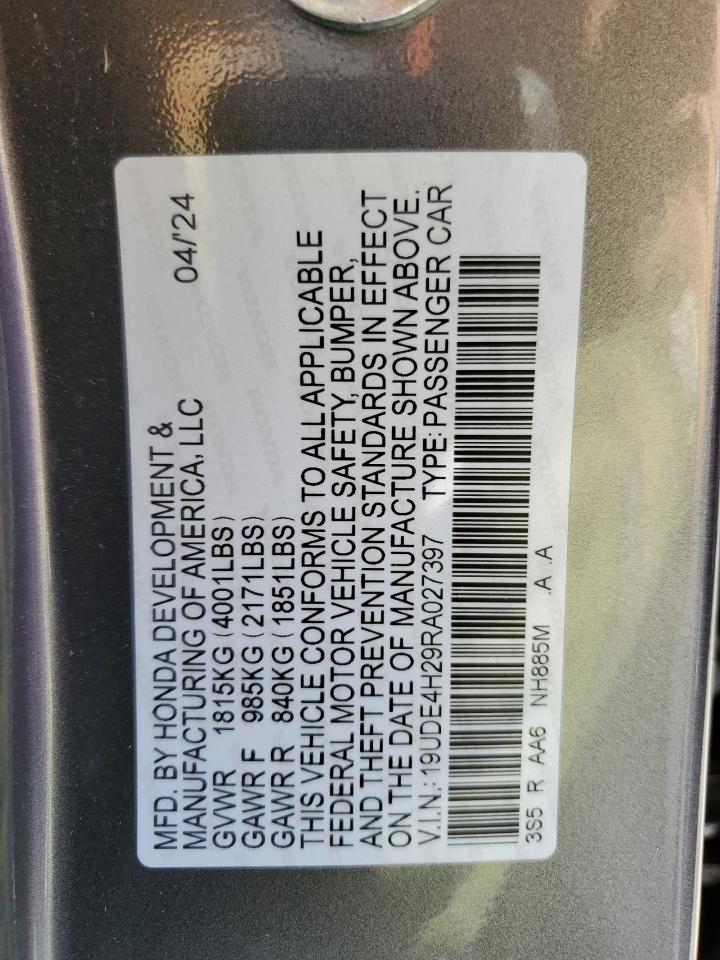 04/'24
MFD. BY HONDA DEVELOPMENT &
MANUFACTURING OF AMERICA, LLC
GVWR 1815KG (4001LBS)
GAWR F 985KG (2171LBS)
GAWR R 840KG (1851LBS)
THIS VEHICLE CONFORMS TO ALL APPLICABLE
FEDERAL MOTOR VEHICLE SAFETY, BUMPER,
AND THEFT PREVENTION STANDARDS IN EFFECT
ON THE DATE OF MANUFACTURE SHOWN ABOVE.
V.I.N.: 19UDE4H29RA027397 TYPE: PASSENGER CAR
3S5 R AA6 NH885M .A .A